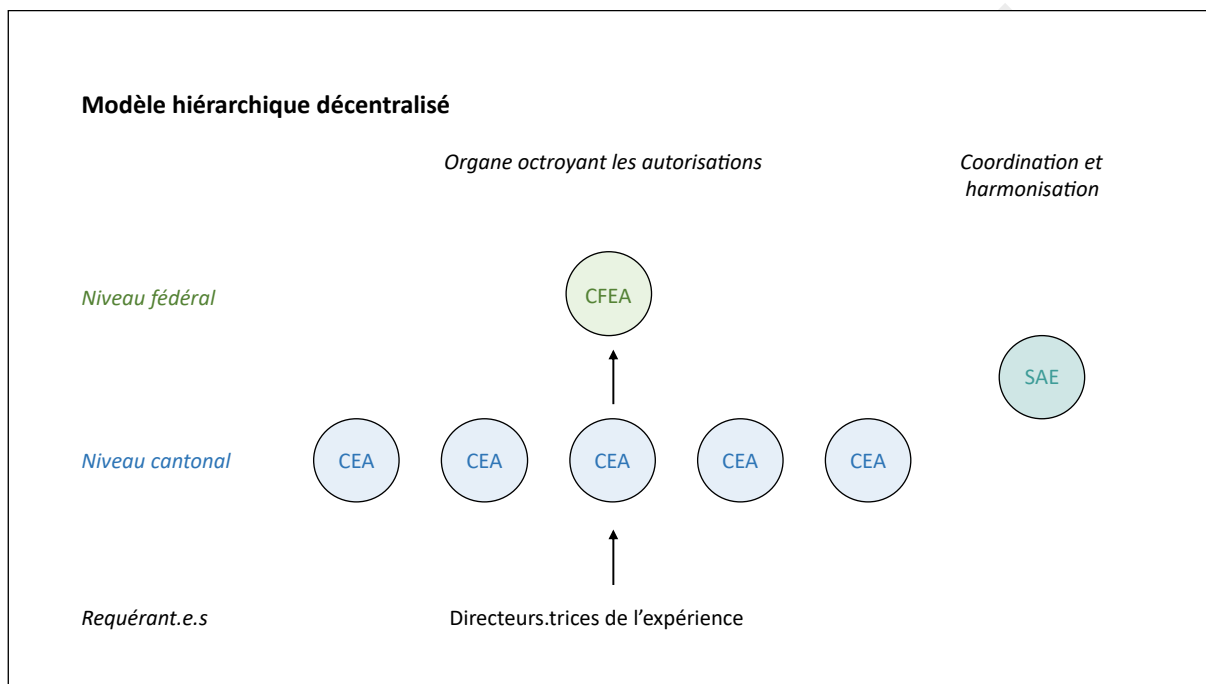 Modèle hiérarchique décentralisé
Organe octroyant les autorisations
Coordination et
harmonisation
Niveau fédéral
CFEA
SAE
Niveau cantonal
CEA
CEA
CEA
CEA
CEA
Requérant.e.s
Directeurs.trices de l’expérience